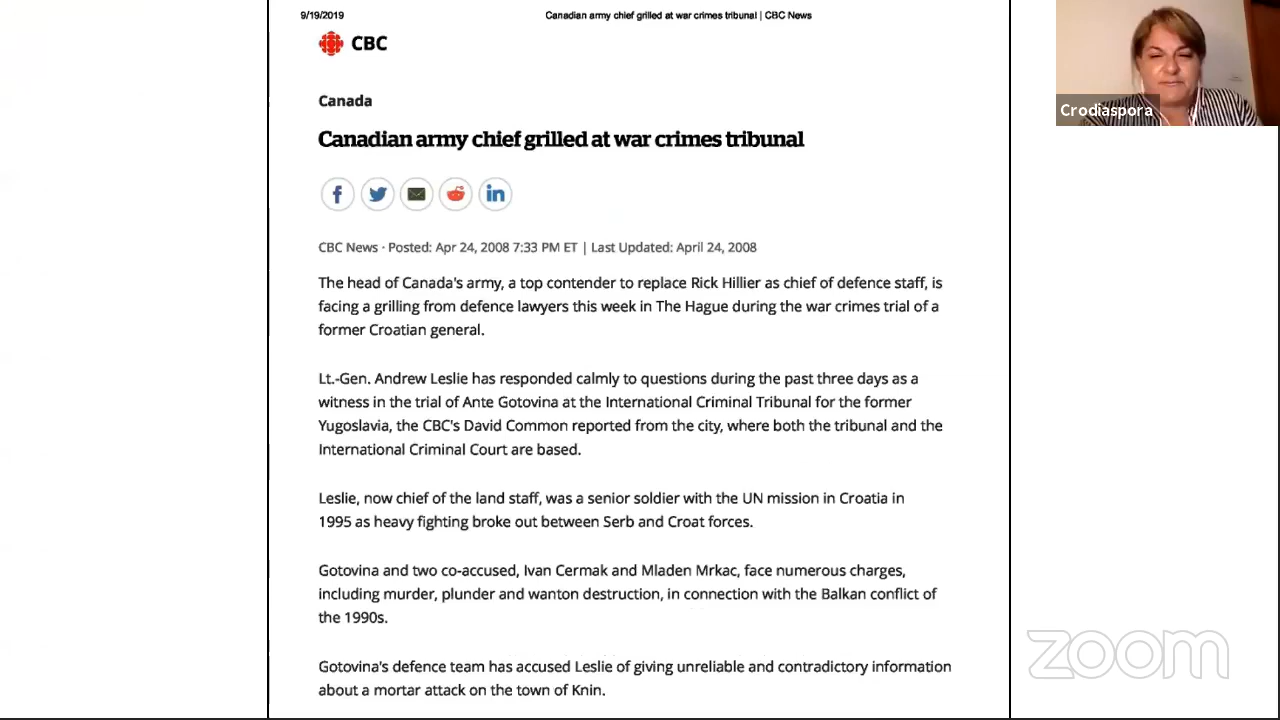 9/19/2019
Canadian army chief grilled at war crimes tribunal | CBC News
CBC
Canada
Canadian army chief grilled at war crimes tribunal
CBC News · Posted: Apr 24, 2008 7:33 PM ET | Last Updated: April 24, 2008
The head of Canada's army, a top contender to replace Rick Hillier as chief of defence staff, is
facing a grilling from defence lawyers this week in The Hague during the war crimes trial of a
former Croatian general.
Lt.-Gen. Andrew Leslie has responded calmly to questions during the past three days as a
witness in the trial of Ante Gotovina at the International Criminal Tribunal for the former
Yugoslavia, the CBC's David Common reported from the city, where both the tribunal and the
International Criminal Court are based.
Leslie, now chief of the land staff, was a senior soldier with the UN mission in Croatia in
1995 as heavy fighting broke out between Serb and Croat forces.
Gotovina and two co-accused, Ivan Cermak and Mladen Mrkac, face numerous charges,
including murder, plunder and wanton destruction, in connection with the Balkan conflict of
the 1990s.
Gotovina's defence team has accused Leslie of giving unreliable and contradictory information
about a mortar attack on the town of Knin.
Crodiaspora
zoom